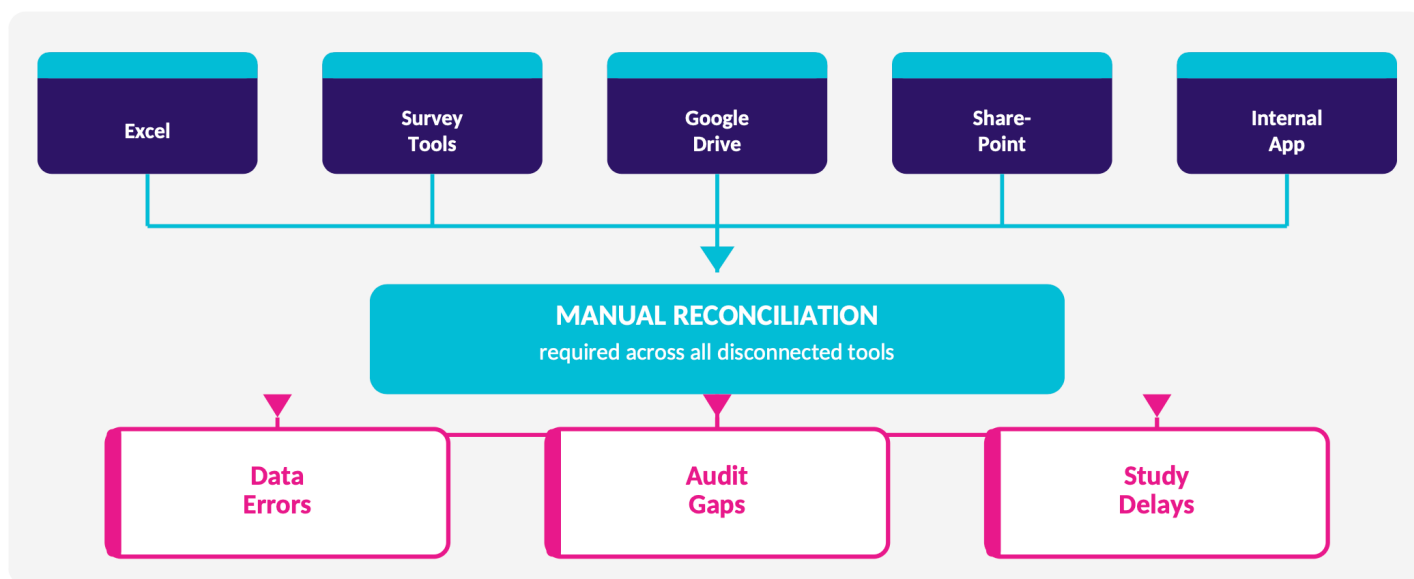 Excel
Survey
Tools
Google
Drive
Share-
Point
Internal
App
MANUAL RECONCILIATION
required across all disconnected tools
Data
Errors
Audit
Gaps
Study
Delays